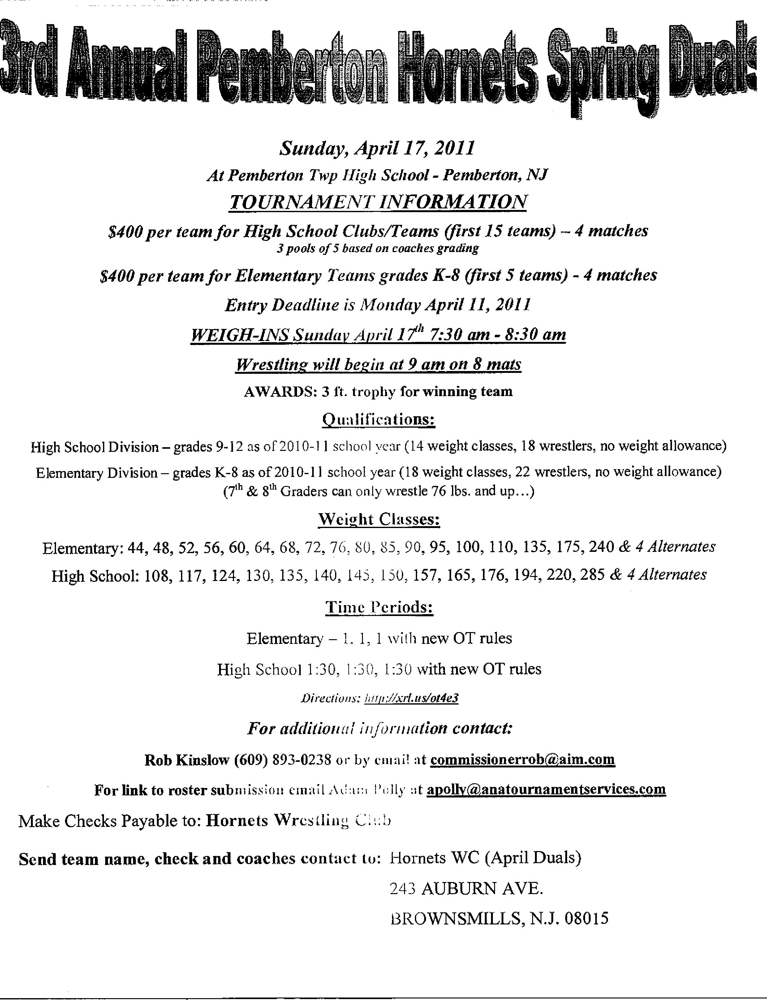 3rd Annual Pemberton Hornets Spring Duals
Sunday, April 17, 2011
At Pemberton Twp High School - Pemberton, NJ
TOURNAMENT INFORMATION
$400 per team for High School Clubs/Teams (first 15 teams) – 4 matches
3 pools of 5 based on coaches grading
$400 per team for Elementary Teams grades K-8 (first 5 teams) - 4 matches
Entry Deadline is Monday April 11, 2011
WEIGH-INS Sunday April 17th 7:30 am - 8:30 am
Wrestling will begin at 9 am on 8 mats
AWARDS: 3 ft. trophy for winning team
Qualifications:
High School Division – grades 9-12 as of 2010-11 school year (14 weight classes, 18 wrestlers, no weight allowance)
Elementary Division – grades K-8 as of 2010-11 school year (18 weight classes, 22 wrestlers, no weight allowance)
(7th & 8th Graders can only wrestle 76 lbs. and up…)
Weight Classes:
Elementary: 44, 48, 52, 56, 60, 64, 68, 72, 76, 80, 85, 90, 95, 100, 110, 135, 175, 240 & 4 Alternates
High School: 108, 117, 124, 130, 135, 140, 145, 150, 157, 165, 176, 194, 220, 285 & 4 Alternates
Time Periods:
Elementary – 1, 1, 1 with new OT rules
High School 1:30, 1:30, 1:30 with new OT rules
Directions: http://xrl.us/ot4e3
For additional information contact:
Rob Kinslow (609) 893-0238 or by email at commissionerrob@aim.com
For link to roster submission email Adam Polly at apolly@anatournamentservices.com
Make Checks Payable to: Hornets Wrestling Club
Send team name, check and coaches contact to: Hornets WC (April Duals)
243 AUBURN AVE.
BROWNSMILLS, N.J. 08015